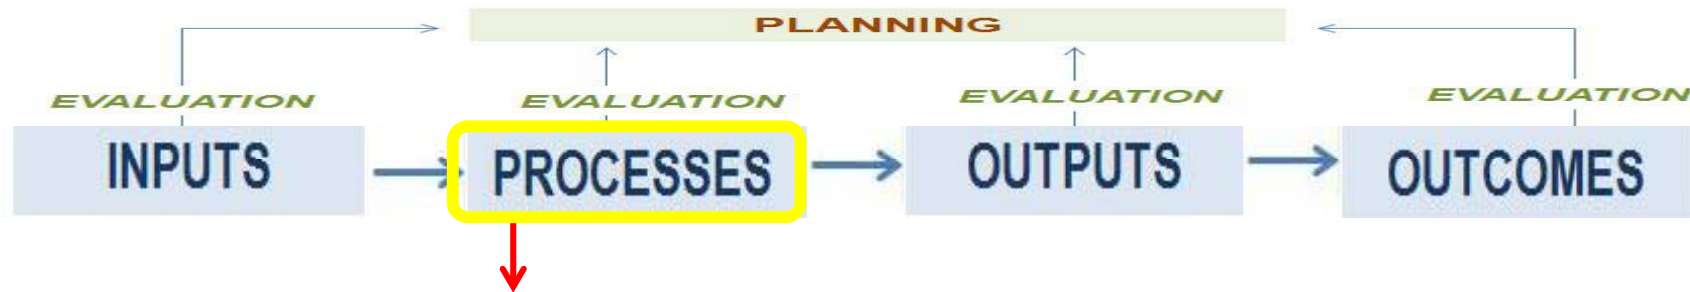 PLANNING
EVALUATION EVALUATION EVALUATION EVALUATION
INPUTS PROCESSES OUTPUTS OUTCOMES